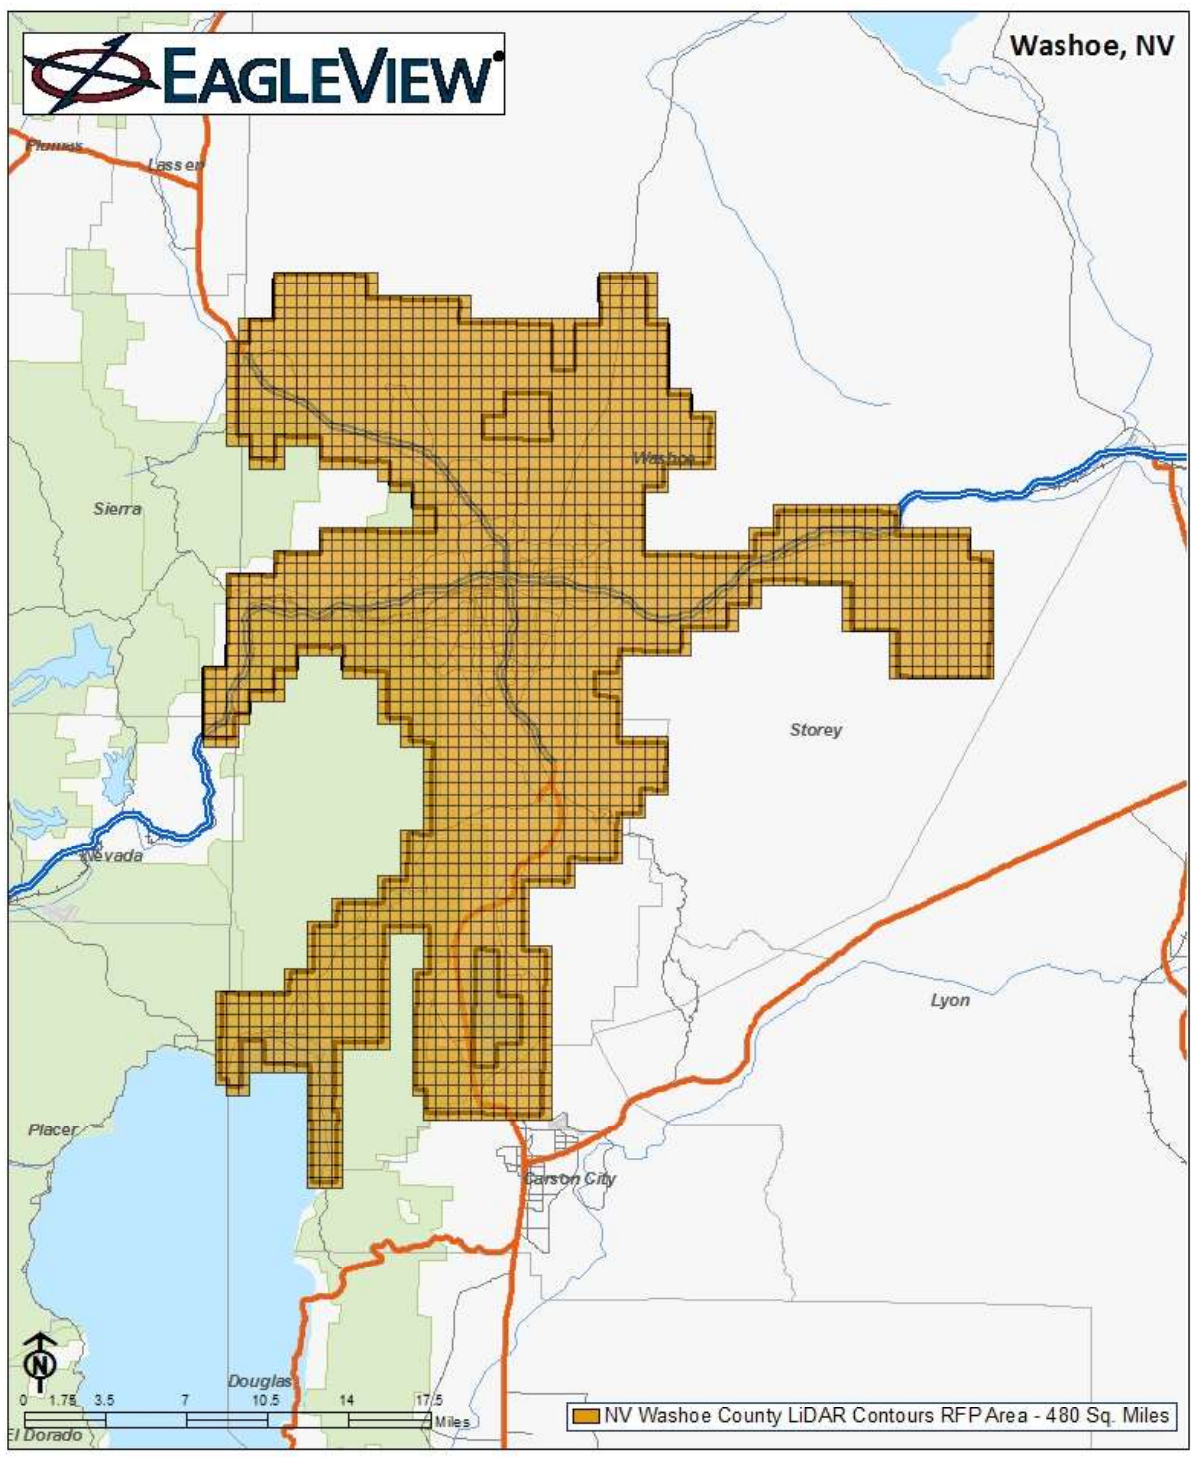 Washoe, NV
EAGLEVIEW
Plumas
Lassen
Washoe
Sierra
Storey
Nevada
Lyon
Placer
Carson City
Douglas
0 1.75 3.5 7 10.5 14 17.5
Miles
N
El Dorado
NV Washoe County LiDAR Contours RFP Area - 480 Sq. Miles